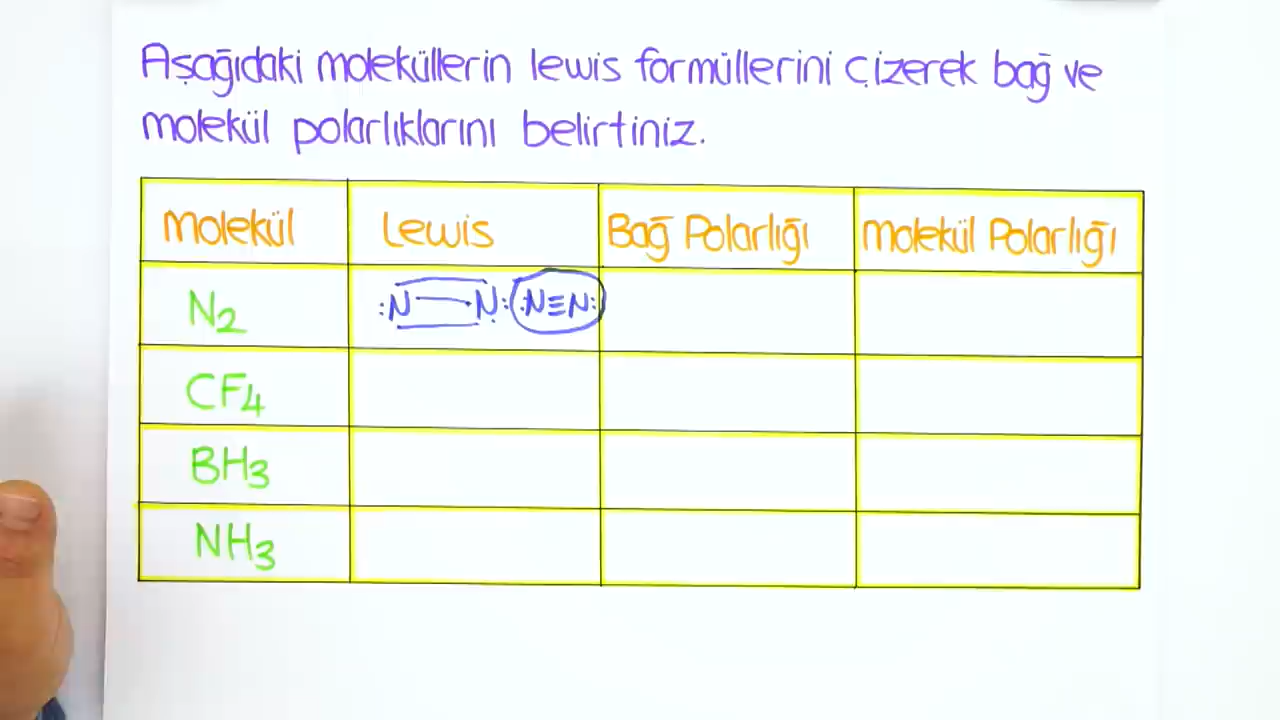 Aşağıdaki moleküllerin lewis formüllerini çizerek bağ ve
molekül polarlıklarını belirtiniz.
Molekül Lewis Bağ Polarlığı Molekül Polarlığı
N₂ :N — N: :N≡N:
CF₄
BH₃
NH₃